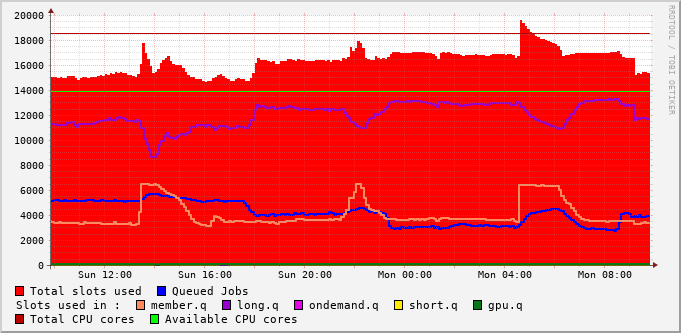 20000
18000
16000
14000
12000
10000
8000
6000
4000
2000
0
Sun 12:00 Sun 16:00 Sun 20:00 Mon 00:00 Mon 04:00 Mon 08:00
Total slots used Queued Jobs
Slots used in : member.q long.q ondemand.q short.q gpu.q
Total CPU cores Available CPU cores
RRDTOOL / TOBI OETIKER